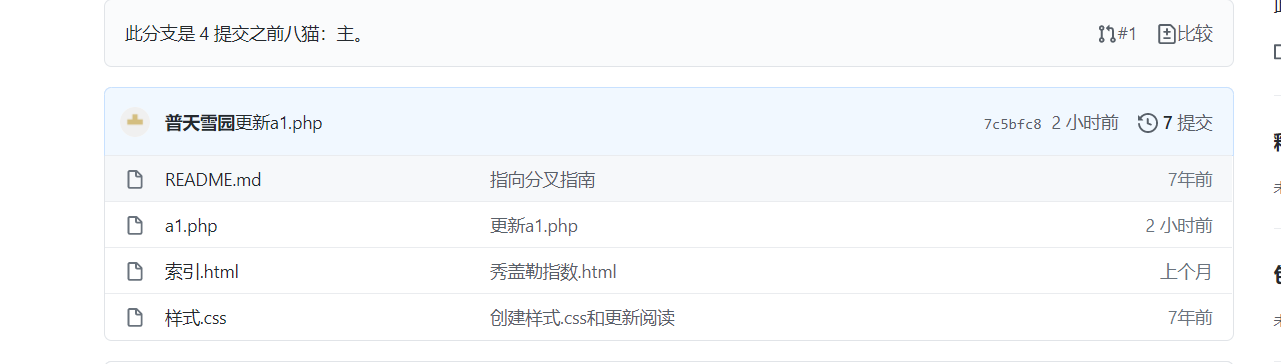 此分支是 4 提交之前八猫：主。 #1 比较
普天雪园更新a1.php 7c5bfc8 2 小时前 7 提交
README.md 指向分叉指南 7年前
a1.php 更新a1.php 2 小时前
索引.html 秀盖勒指数.html 上个月
样式.css 创建样式.css和更新阅读 7年前